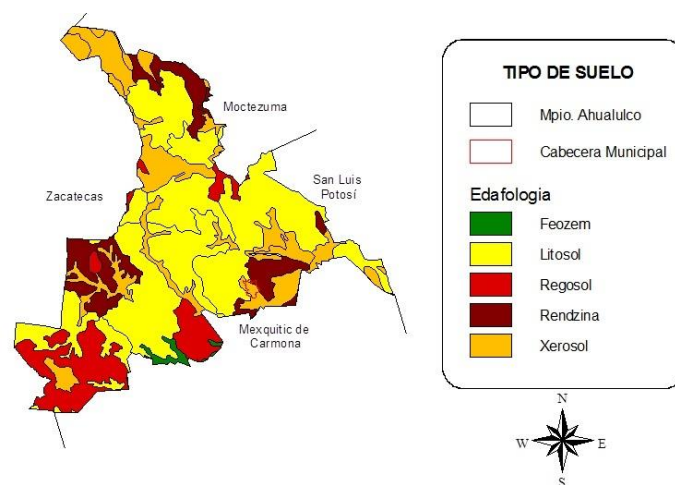 Moctezuma
Zacatecas
San Luis
Potosí
Mexquitic de
Carmona
TIPO DE SUELO
Mpio. Ahualulco
Cabecera Municipal
Edafologia
Feozem
Litosol
Regosol
Rendzina
Xerosol
N
W E
S